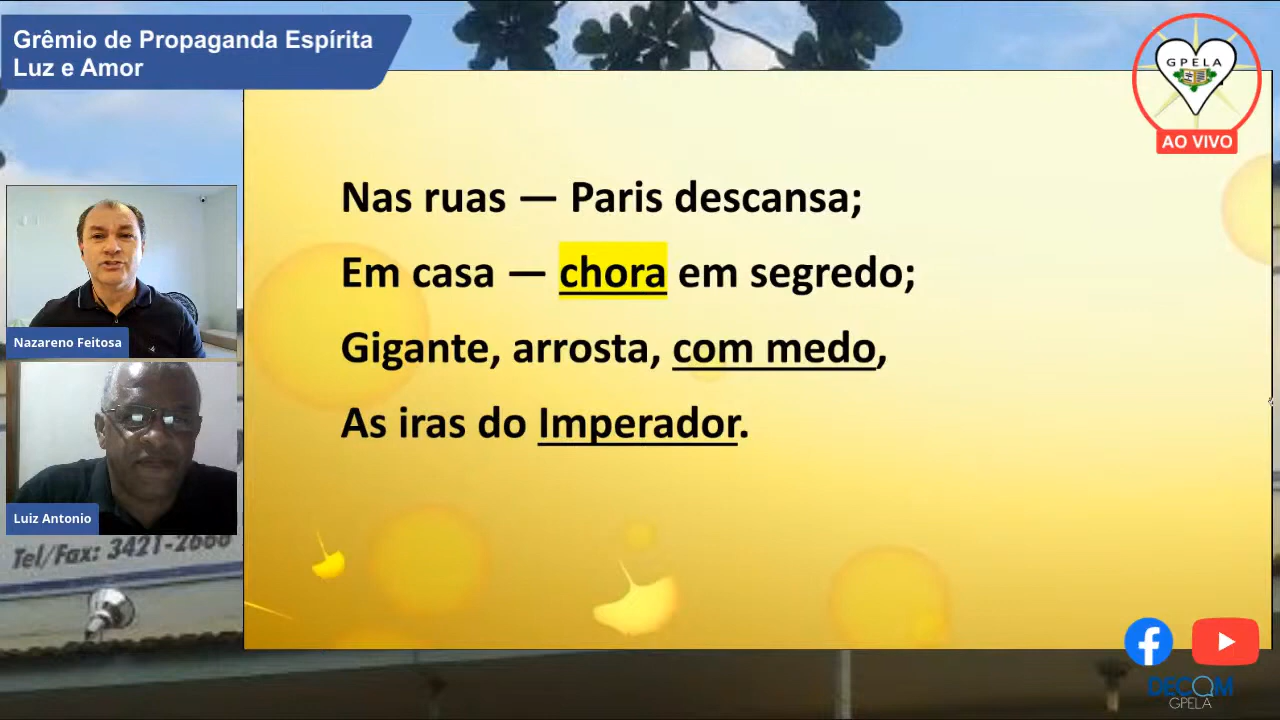 Grêmio de Propaganda Espírita
Luz e Amor
GPELA
AO VIVO
Nas ruas — Paris descansa;
Em casa — chora em segredo;
Gigante, arrosta, com medo,
As iras do Imperador.
Nazareno Feitosa
Luiz Antonio
Tel/Fax: 3421-2668
DECOM
GPELA